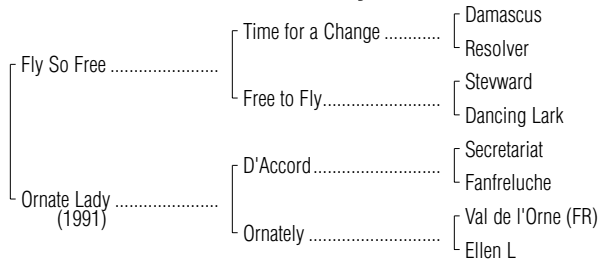 Damascus
Time for a Change ............
Resolver
Fly So Free ......................
Stevward
Free to Fly........................
Dancing Lark
Secretariat
D'Accord..........................
Fanfreluche
Ornate Lady .....................
(1991)
Val de l'Orne (FR)
Ornately ...........................
Ellen L